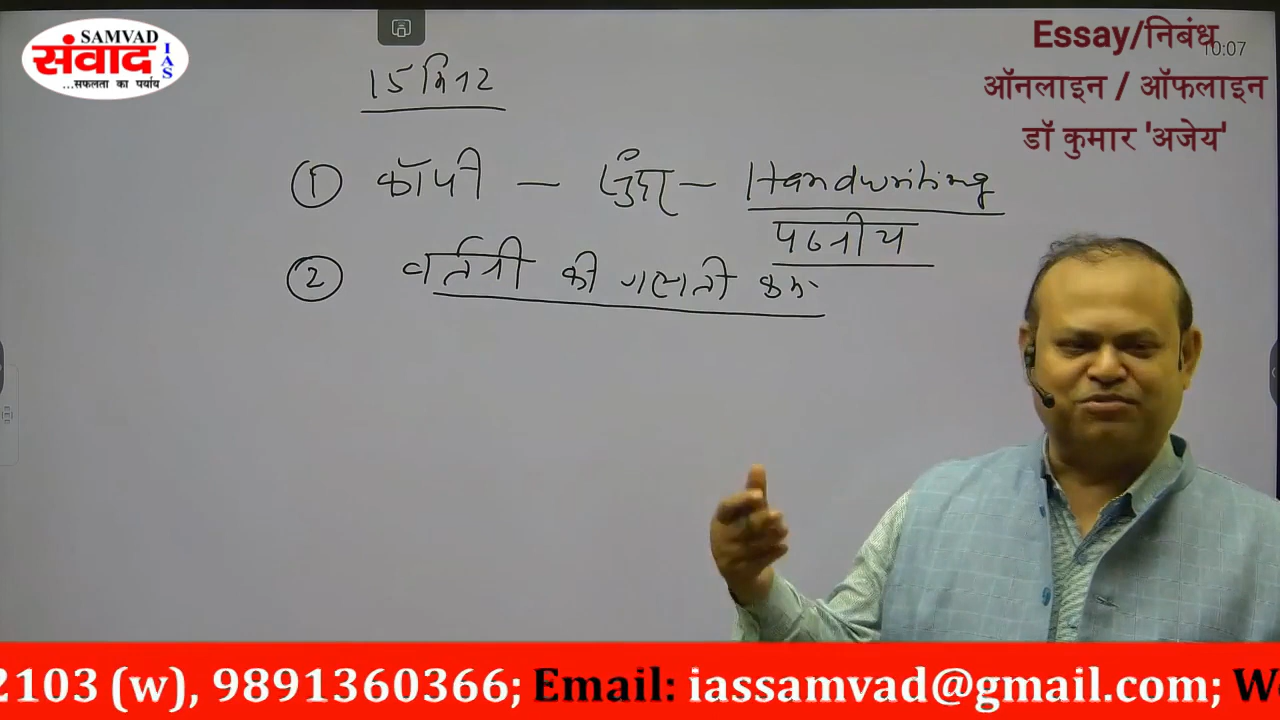 SAMVAD
संवाद
IAS
...सफलता का पर्याय
Essay/निबंध
10:07
ऑनलाइन / ऑफलाइन
डॉ कुमार 'अजेय'
15 मिनट
① कॉपी — सुंदर — Handwriting
पठनीय
② वर्तनी की गलती कम
2103 (w), 9891360366; Email: iassamvad@gmail.com; W